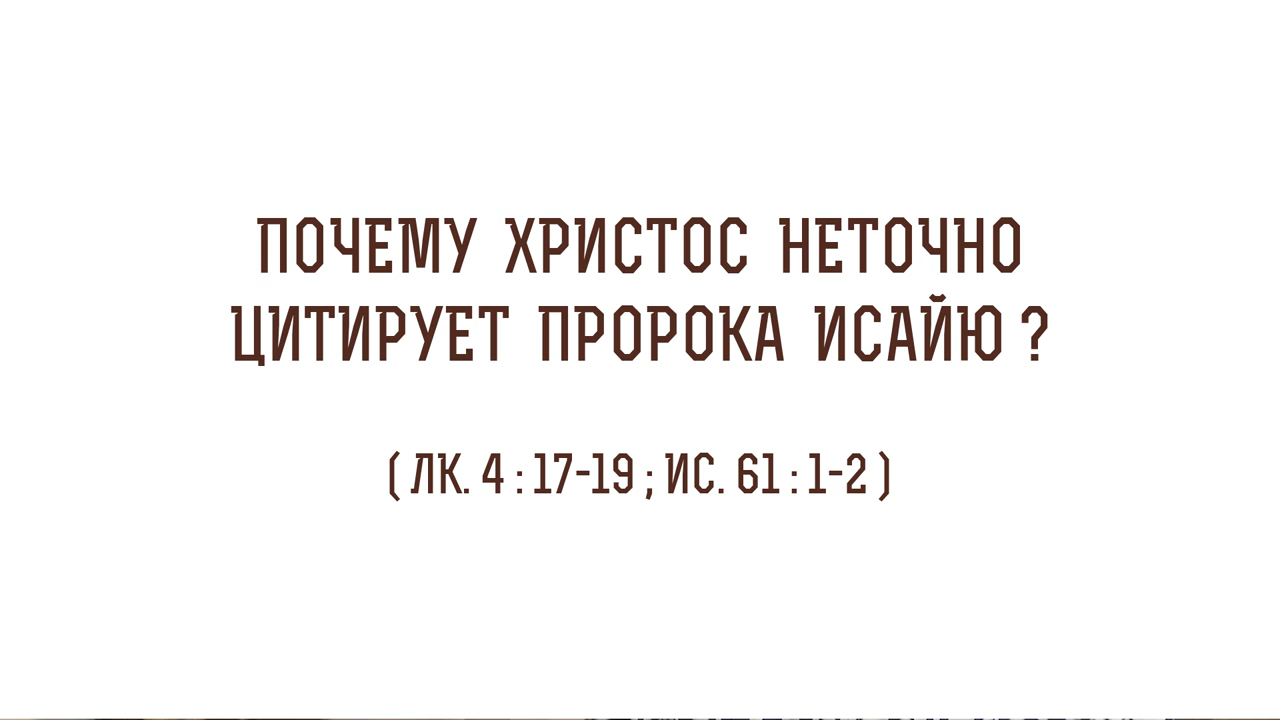 ПОЧЕМУ ХРИСТОС НЕТОЧНО
ЦИТИРУЕТ ПРОРОКА ИСАЙЮ ?
( ЛК. 4 : 17-19 ; ИС. 61 : 1-2 )